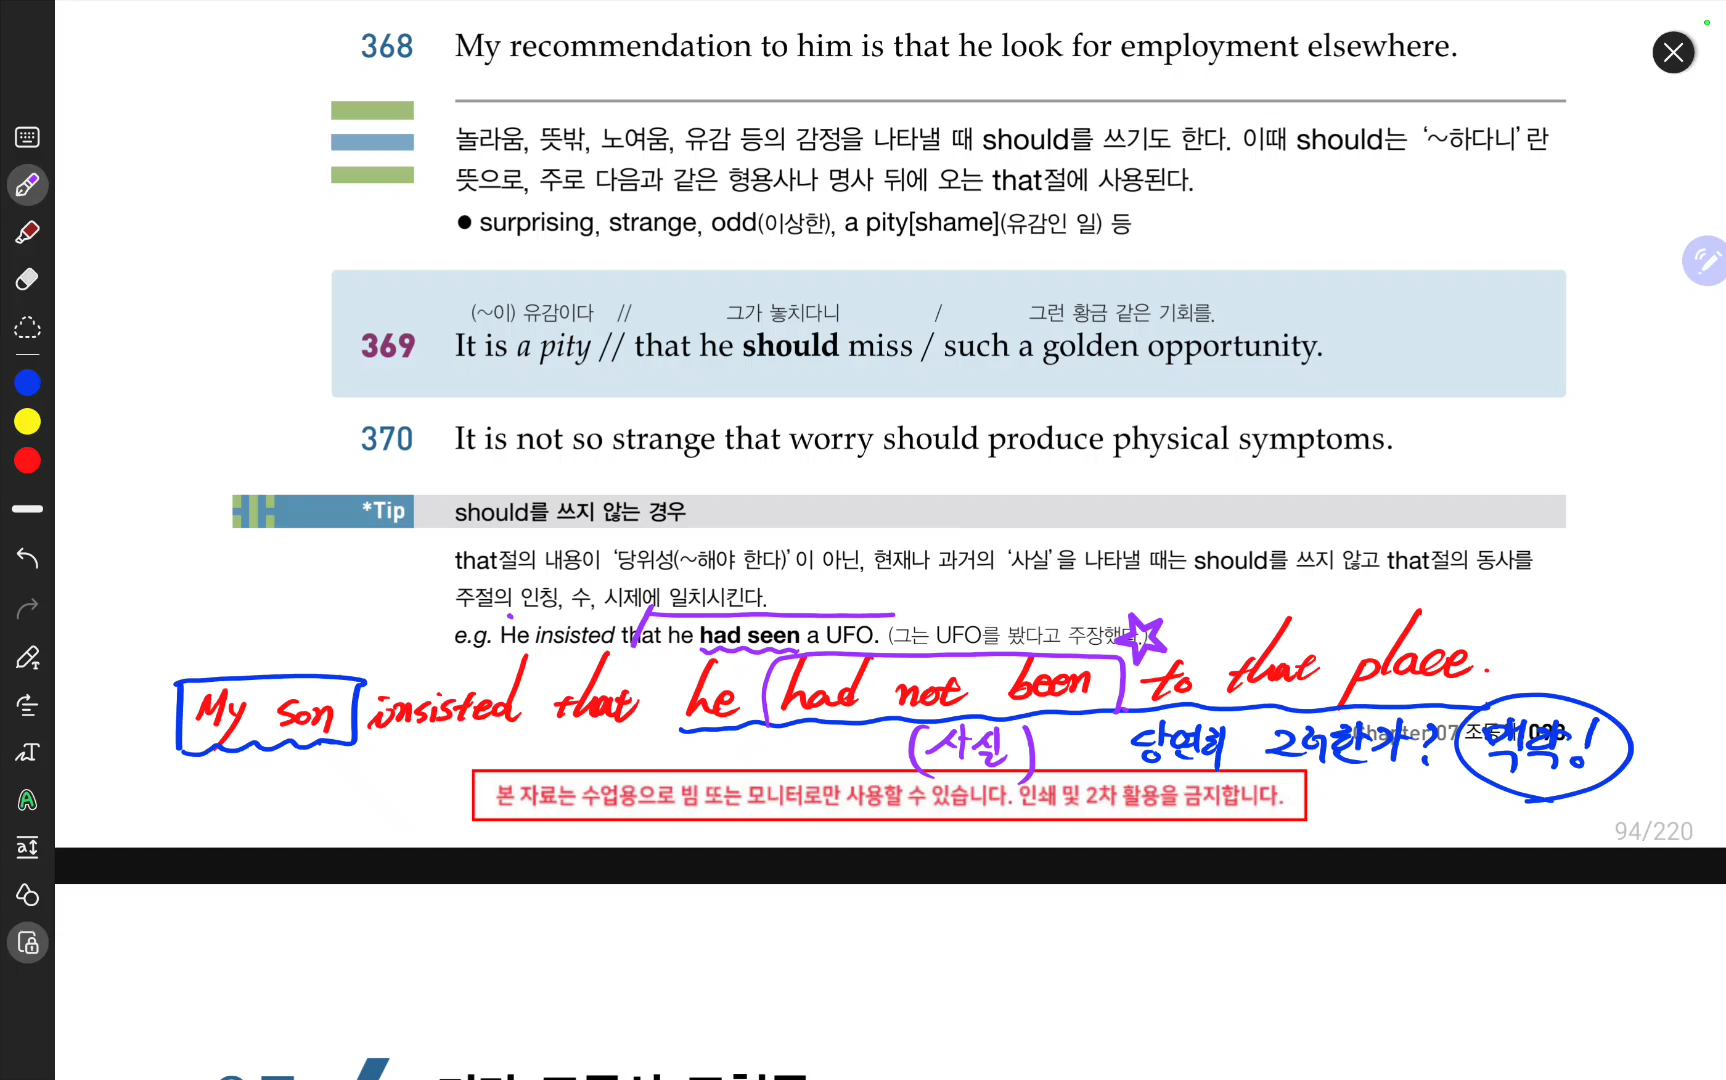 368 My recommendation to him is that he look for employment elsewhere.
놀라움, 뜻밖, 노여움, 유감 등의 감정을 나타낼 때 should를 쓰기도 한다. 이때 should는 ‘~하다니’란
뜻으로, 주로 다음과 같은 형용사나 명사 뒤에 오는 that절에 사용된다.
● surprising, strange, odd(이상한), a pity[shame](유감인 일) 등
(~이) 유감이다 // 그가 놓치다니 / 그런 황금 같은 기회를.
369 It is a pity // that he should miss / such a golden opportunity.
370 It is not so strange that worry should produce physical symptoms.
*Tip should를 쓰지 않는 경우
that절의 내용이 ‘당위성(~해야 한다)’이 아닌, 현재나 과거의 ‘사실’을 나타낼 때는 should를 쓰지 않고 that절의 동사를
주절의 인칭, 수, 시제에 일치시킨다.
e.g. He insisted that he had seen a UFO. (그는 UFO를 봤다고 주장했다.)
My son insisted that he had not been to that place.
(사실) 당연히 그러한가? 맥락!
Chapter 07 조동사
본 자료는 수업용으로 빔 또는 모니터로만 사용할 수 있습니다. 인쇄 및 2차 활용을 금지합니다.
94/220